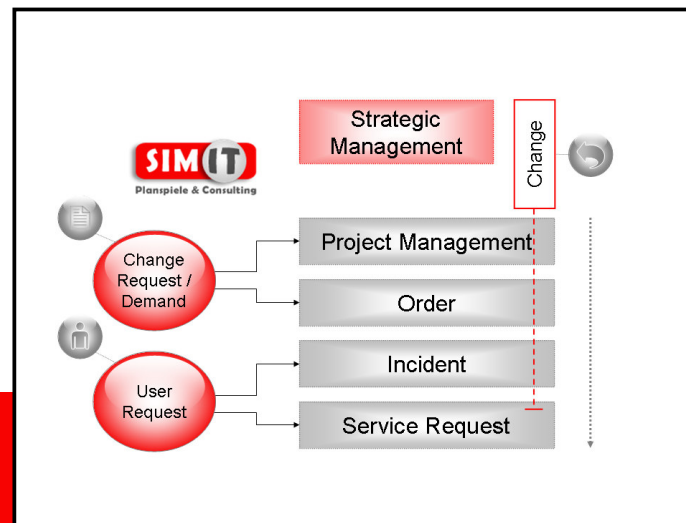 Strategic
Management
Change
SIMIT
Planspiele & Consulting
Project Management
Change
Request /
Demand
Order
Incident
User
Request
Service Request